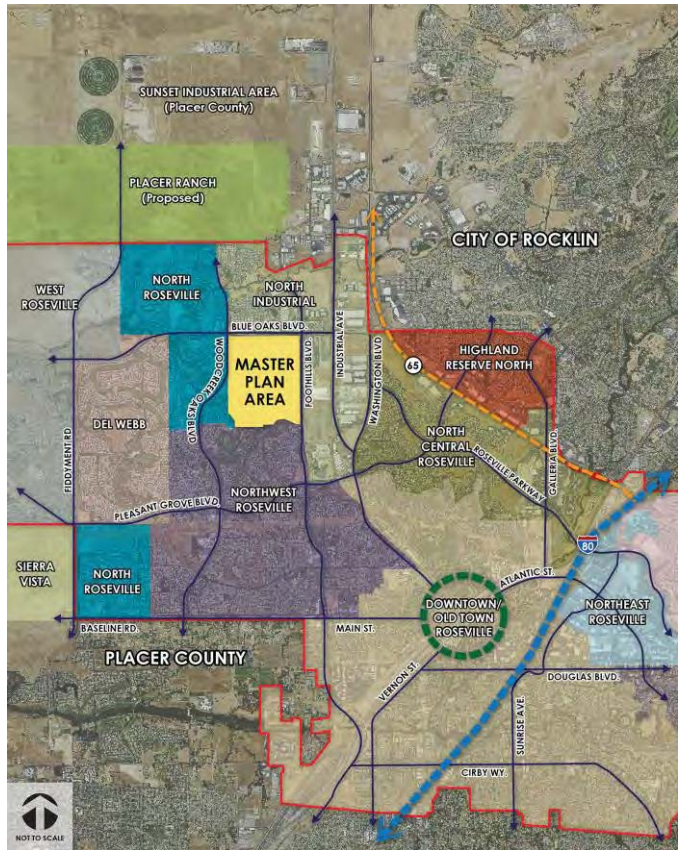 SUNSET INDUSTRIAL AREA
(Placer County)
PLACER RANCH
(Proposed)
CITY OF ROCKLIN
WEST
ROSEVILLE
NORTH
ROSEVILLE
NORTH
INDUSTRIAL
BLUE OAKS BLVD.
INDUSTRIAL AVE
WASHINGTON BLVD
FOOTHILLS BLVD.
WOODCREEK OAKS BLVD
MASTER
PLAN
AREA
65
HIGHLAND
RESERVE NORTH
DEL WEBB
FIDDYMENT RD
NORTH
CENTRAL
ROSEVILLE
ROSEVILLE PARKWAY
GALLERIA BLVD.
NORTHWEST
ROSEVILLE
PLEASANT GROVE BLVD.
80
SIERRA
VISTA
NORTH
ROSEVILLE
ATLANTIC ST.
DOWNTOWN/
OLD TOWN
ROSEVILLE
NORTHEAST
ROSEVILLE
BASELINE RD.
MAIN ST.
PLACER COUNTY
VERNON ST.
DOUGLAS BLVD.
SUNRISE AVE.
CIRBY WY.
NOT TO SCALE